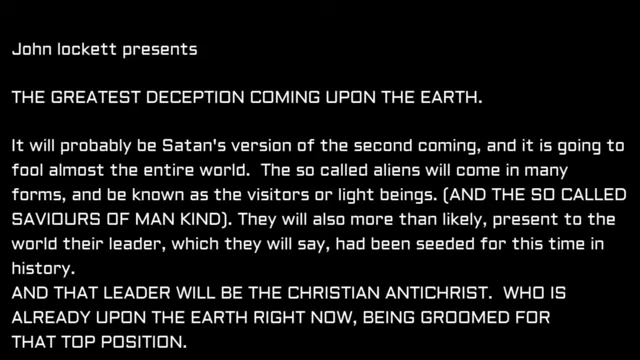 John lockett presents
THE GREATEST DECEPTION COMING UPON THE EARTH.
It will probably be Satan's version of the second coming, and it is going to
fool almost the entire world.  The so called aliens will come in many
forms, and be known as the visitors or light beings. (AND THE SO CALLED
SAVIOURS OF MAN KIND). They will also more than likely, present to the
world their leader, which they will say, had been seeded for this time in
history.
AND THAT LEADER WILL BE THE CHRISTIAN ANTICHRIST.  WHO IS
ALREADY UPON THE EARTH RIGHT NOW, BEING GROOMED FOR
THAT TOP POSITION.